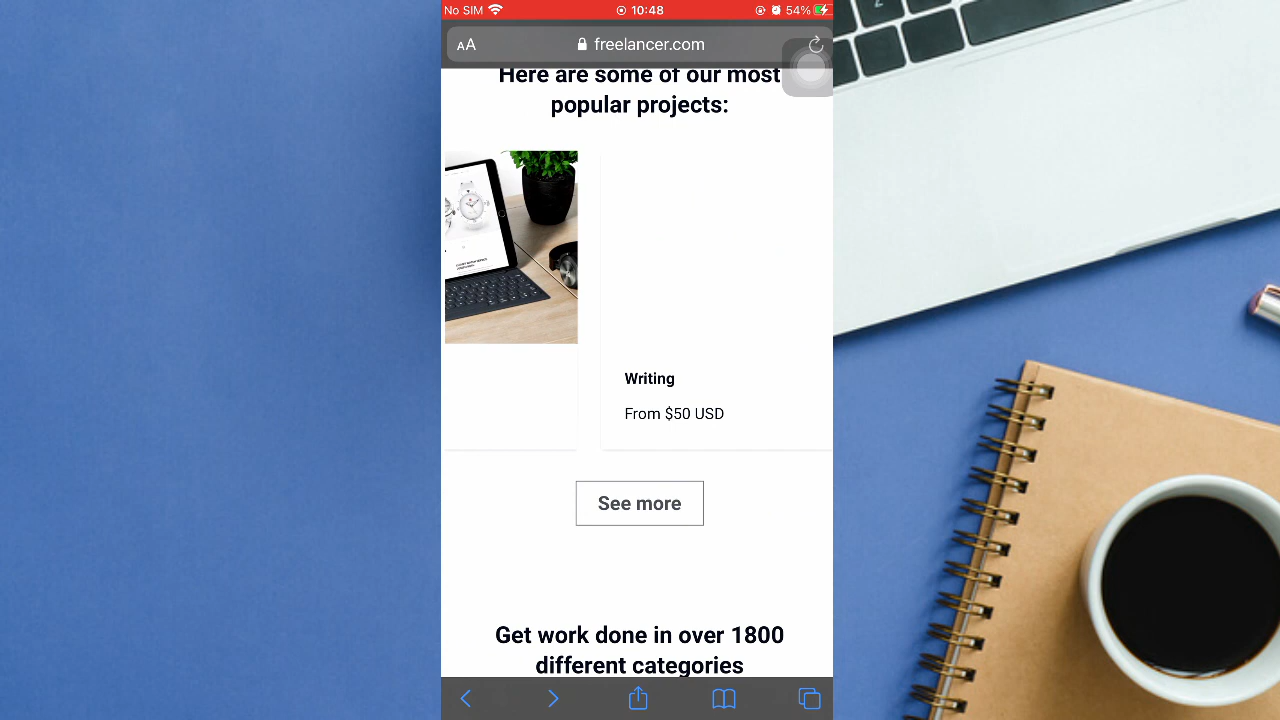 No SIM 10:48 54%
AA freelancer.com
Here are some of our most
popular projects:
Writing
From $50 USD
See more
Get work done in over 1800
different categories